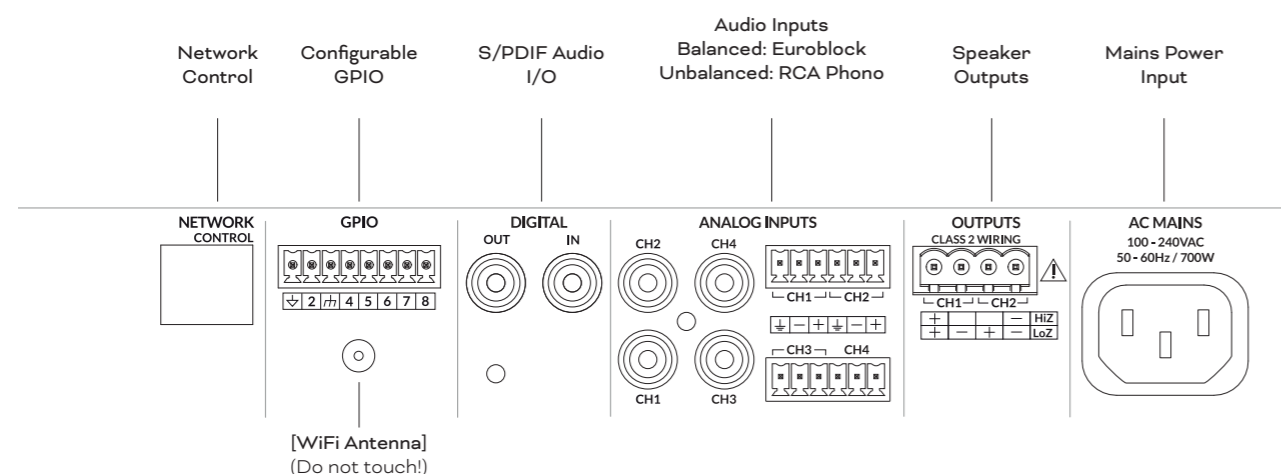 Network
Control
Configurable
GPIO
S/PDIF Audio
I/O
Audio Inputs
Balanced: Euroblock
Unbalanced: RCA Phono
Speaker
Outputs
Mains Power
Input
NETWORK
CONTROL
GPIO
2 4 5 6 7 8
DIGITAL
OUT IN
ANALOG INPUTS
CH2 CH4
CH1 CH2
− + − +
CH3 CH4
CH1 CH3
OUTPUTS
CLASS 2 WIRING
CH1 CH2
+ − HiZ
+ − + − LoZ
AC MAINS
100 - 240VAC
50 - 60Hz / 700W
[WiFi Antenna]
(Do not touch!)